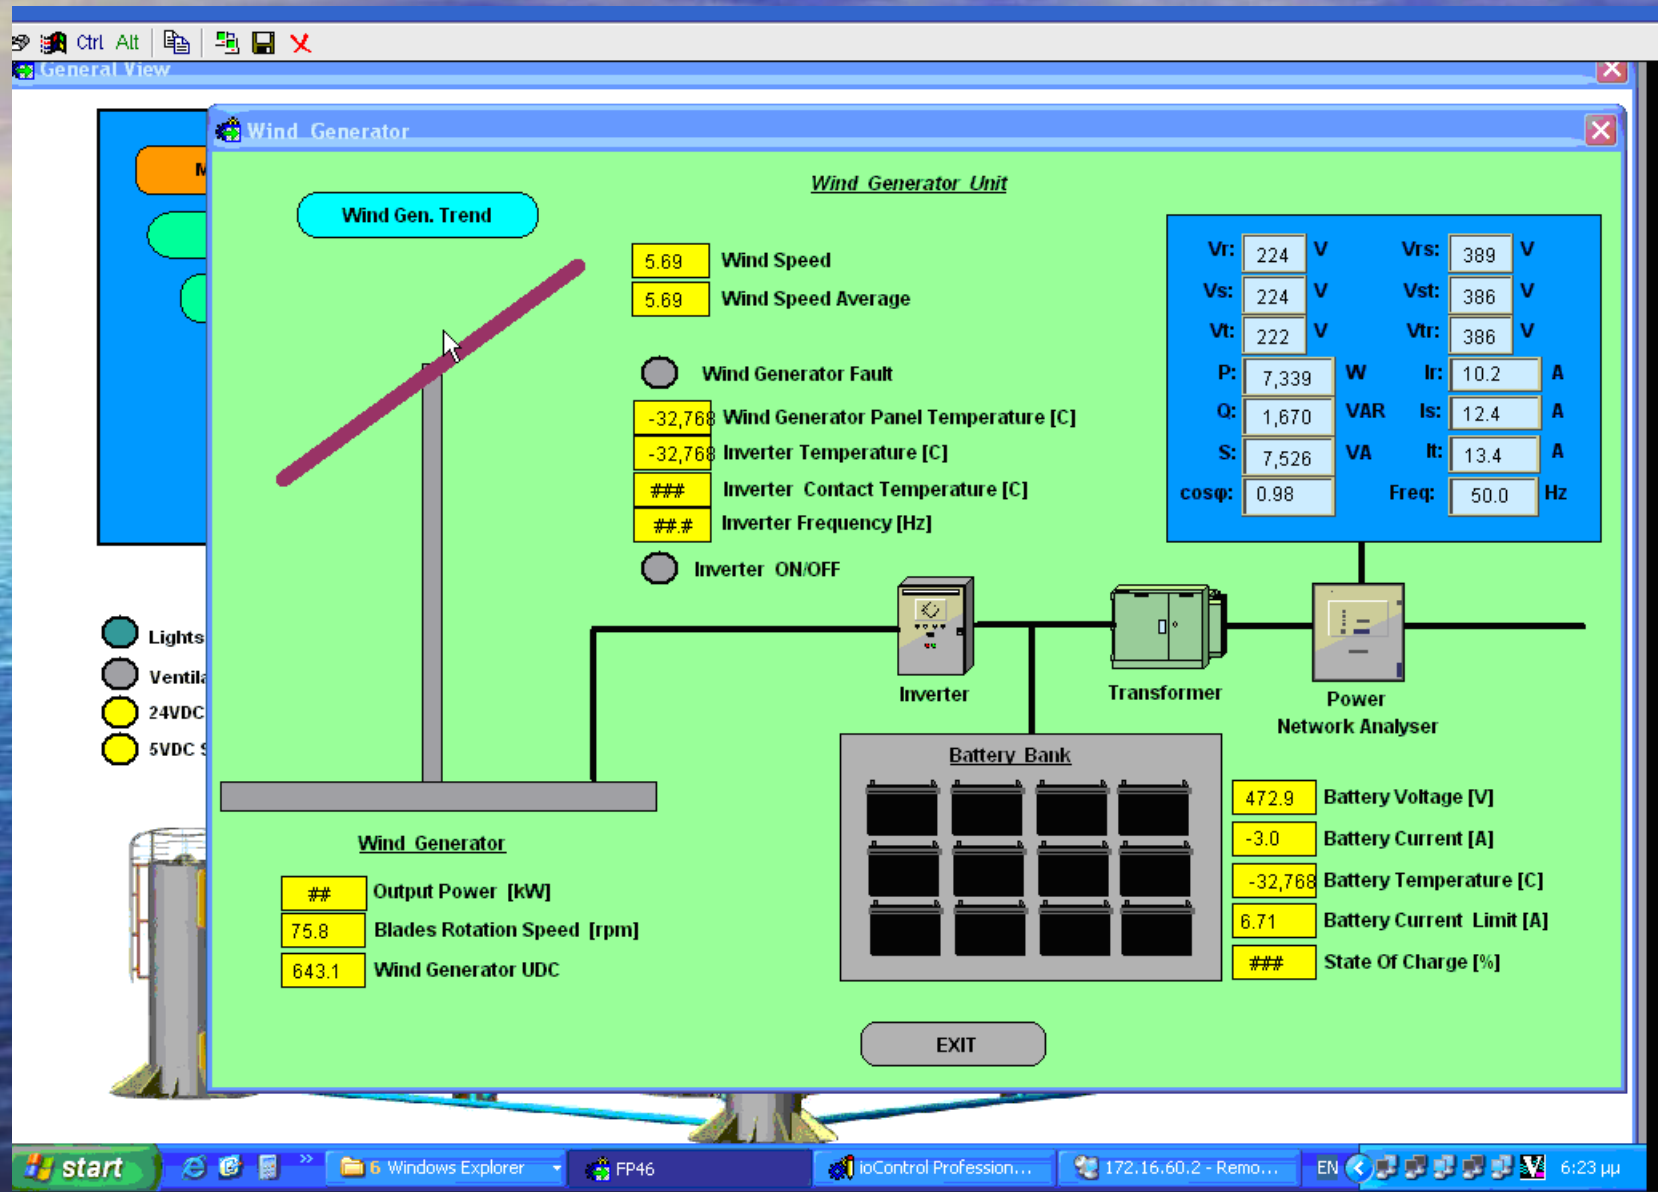 Ctrl Alt
General View
Wind Generator
Wind Generator Unit
Wind Gen. Trend
5.69 Wind Speed
5.69 Wind Speed Average
Wind Generator Fault
-32,768 Wind Generator Panel Temperature [C]
-32,768 Inverter Temperature [C]
### Inverter Contact Temperature [C]
##.# Inverter Frequency [Hz]
Inverter ON/OFF
Vr: 224 V Vrs: 389 V
Vs: 224 V Vst: 386 V
Vt: 222 V Vtr: 386 V
P: 7,339 W Ir: 10.2 A
Q: 1,670 VAR Is: 12.4 A
S: 7,526 VA It: 13.4 A
cosφ: 0.98 Freq: 50.0 Hz
Lights
Ventila
24VDC
5VDC
Inverter
Transformer
Power
Network Analyser
Battery Bank
472.9 Battery Voltage [V]
-3.0 Battery Current [A]
-32,768 Battery Temperature [C]
6.71 Battery Current Limit [A]
### State Of Charge [%]
Wind Generator
## Output Power [kW]
75.8 Blades Rotation Speed [rpm]
643.1 Wind Generator UDC
EXIT
start
6 Windows Explorer
FP46
ioControl Profession...
172.16.60.2 - Remo...
EN
6:23 μμ